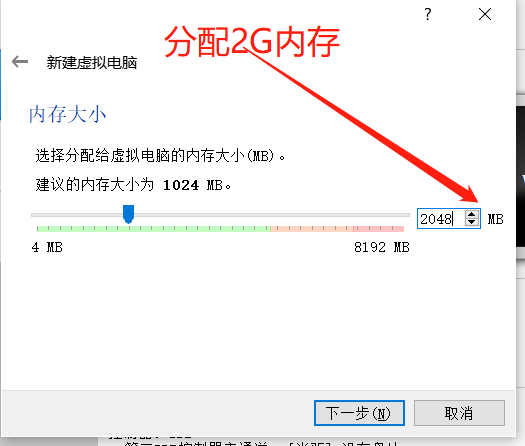 ?
分配2G内存
新建虚拟电脑
内存大小
选择分配给虚拟电脑的内存大小(MB)。
建议的内存大小为 1024 MB。
2048 MB
4 MB 8192 MB
下一步(N) 取消